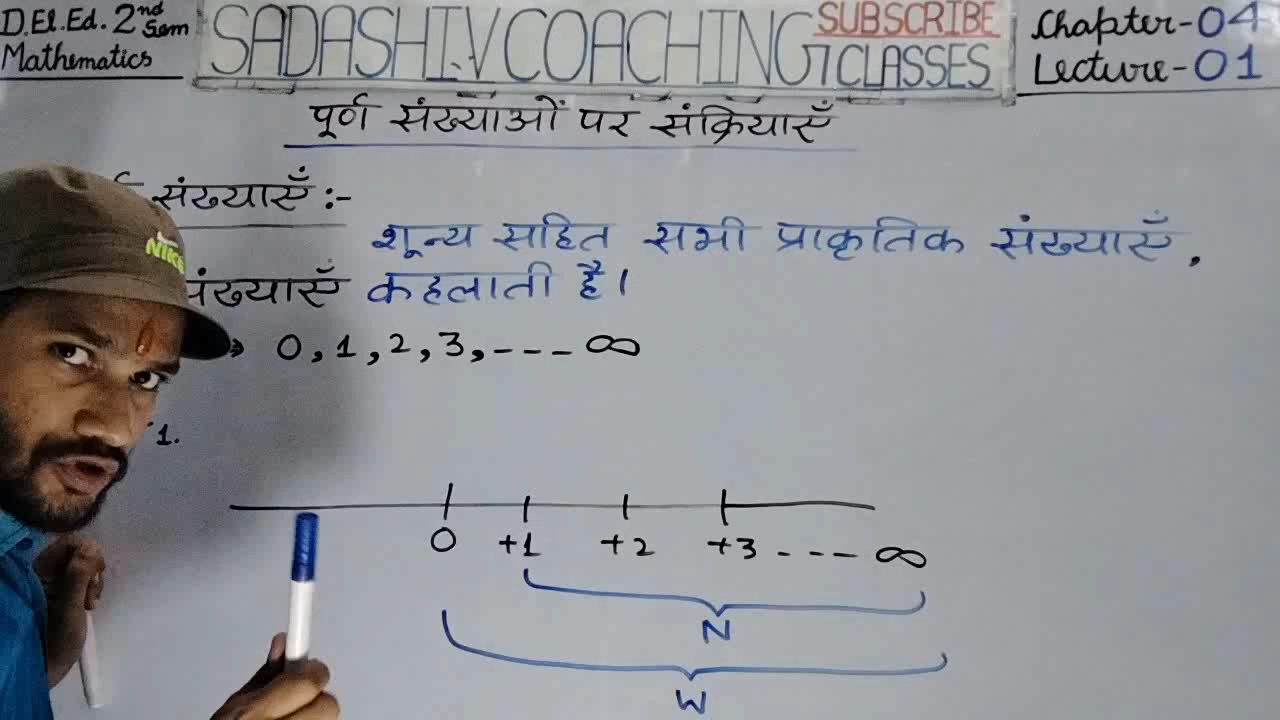 D.El.Ed. 2nd Sem
Mathematics
SADASHIV COACHING CLASSES
SUBSCRIBE
Chapter-04
Lecture-01
पूर्ण संख्याओं पर संक्रियाएँ
संख्याएँ :-
शून्य सहित सभी प्राकृतिक संख्याएँ,
संख्याएँ कहलाती है।
0, 1, 2, 3, --- ∞
1.
0 +1 +2 +3 --- ∞
N
W
NIKE